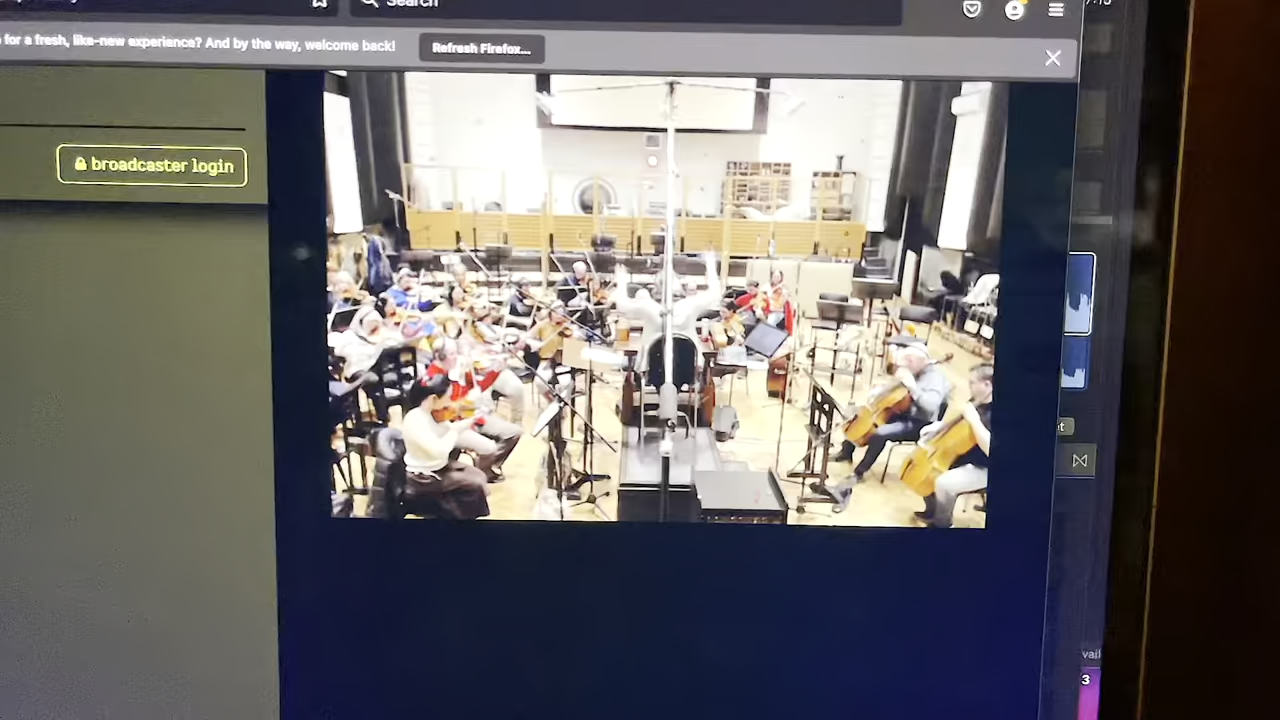 Search
for a fresh, like-new experience? And by the way, welcome back!
Refresh Firefox...
broadcaster login
3